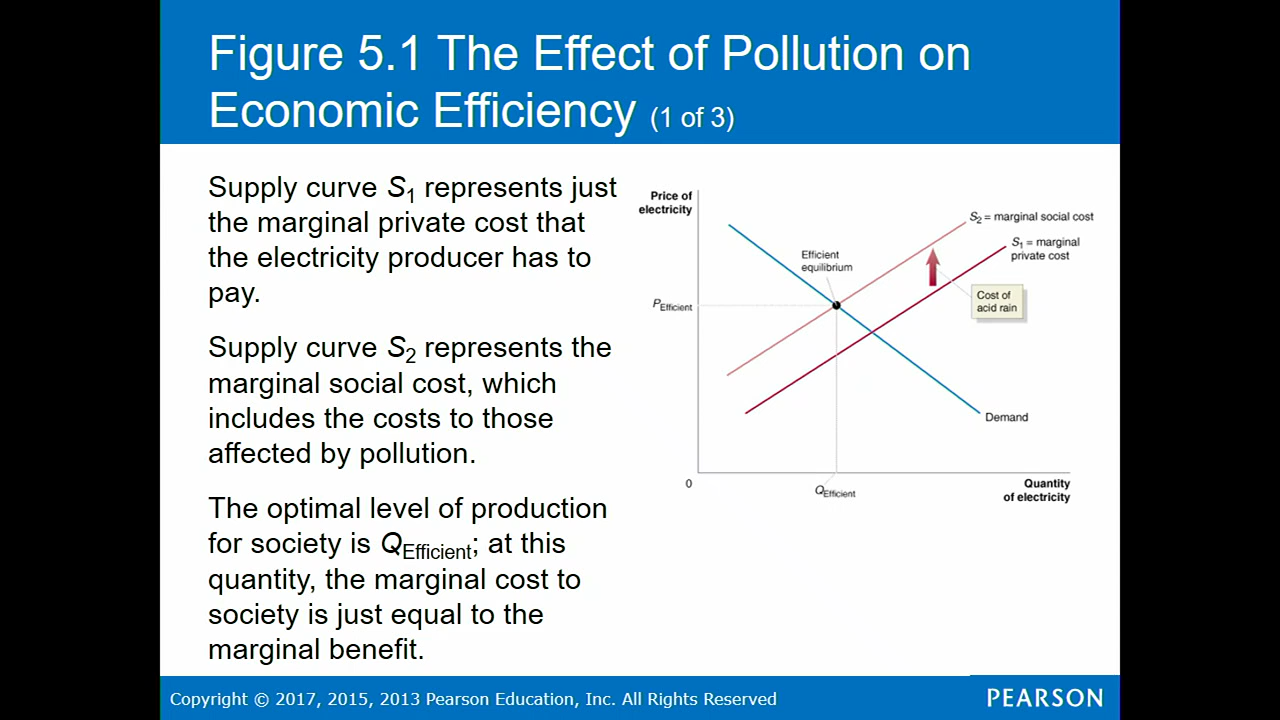 Figure 5.1 The Effect of Pollution on
Economic Efficiency (1 of 3)
Supply curve S1 represents just
the marginal private cost that
the electricity producer has to
pay.
Supply curve S2 represents the
marginal social cost, which
includes the costs to those
affected by pollution.
The optimal level of production
for society is QEfficient; at this
quantity, the marginal cost to
society is just equal to the
marginal benefit.
Price of
electricity
S2 = marginal social cost
S1 = marginal
private cost
Efficient
equilibrium
Cost of
acid rain
PEfficient
Demand
0
QEfficient
Quantity
of electricity
Copyright © 2017, 2015, 2013 Pearson Education, Inc. All Rights Reserved
PEARSON